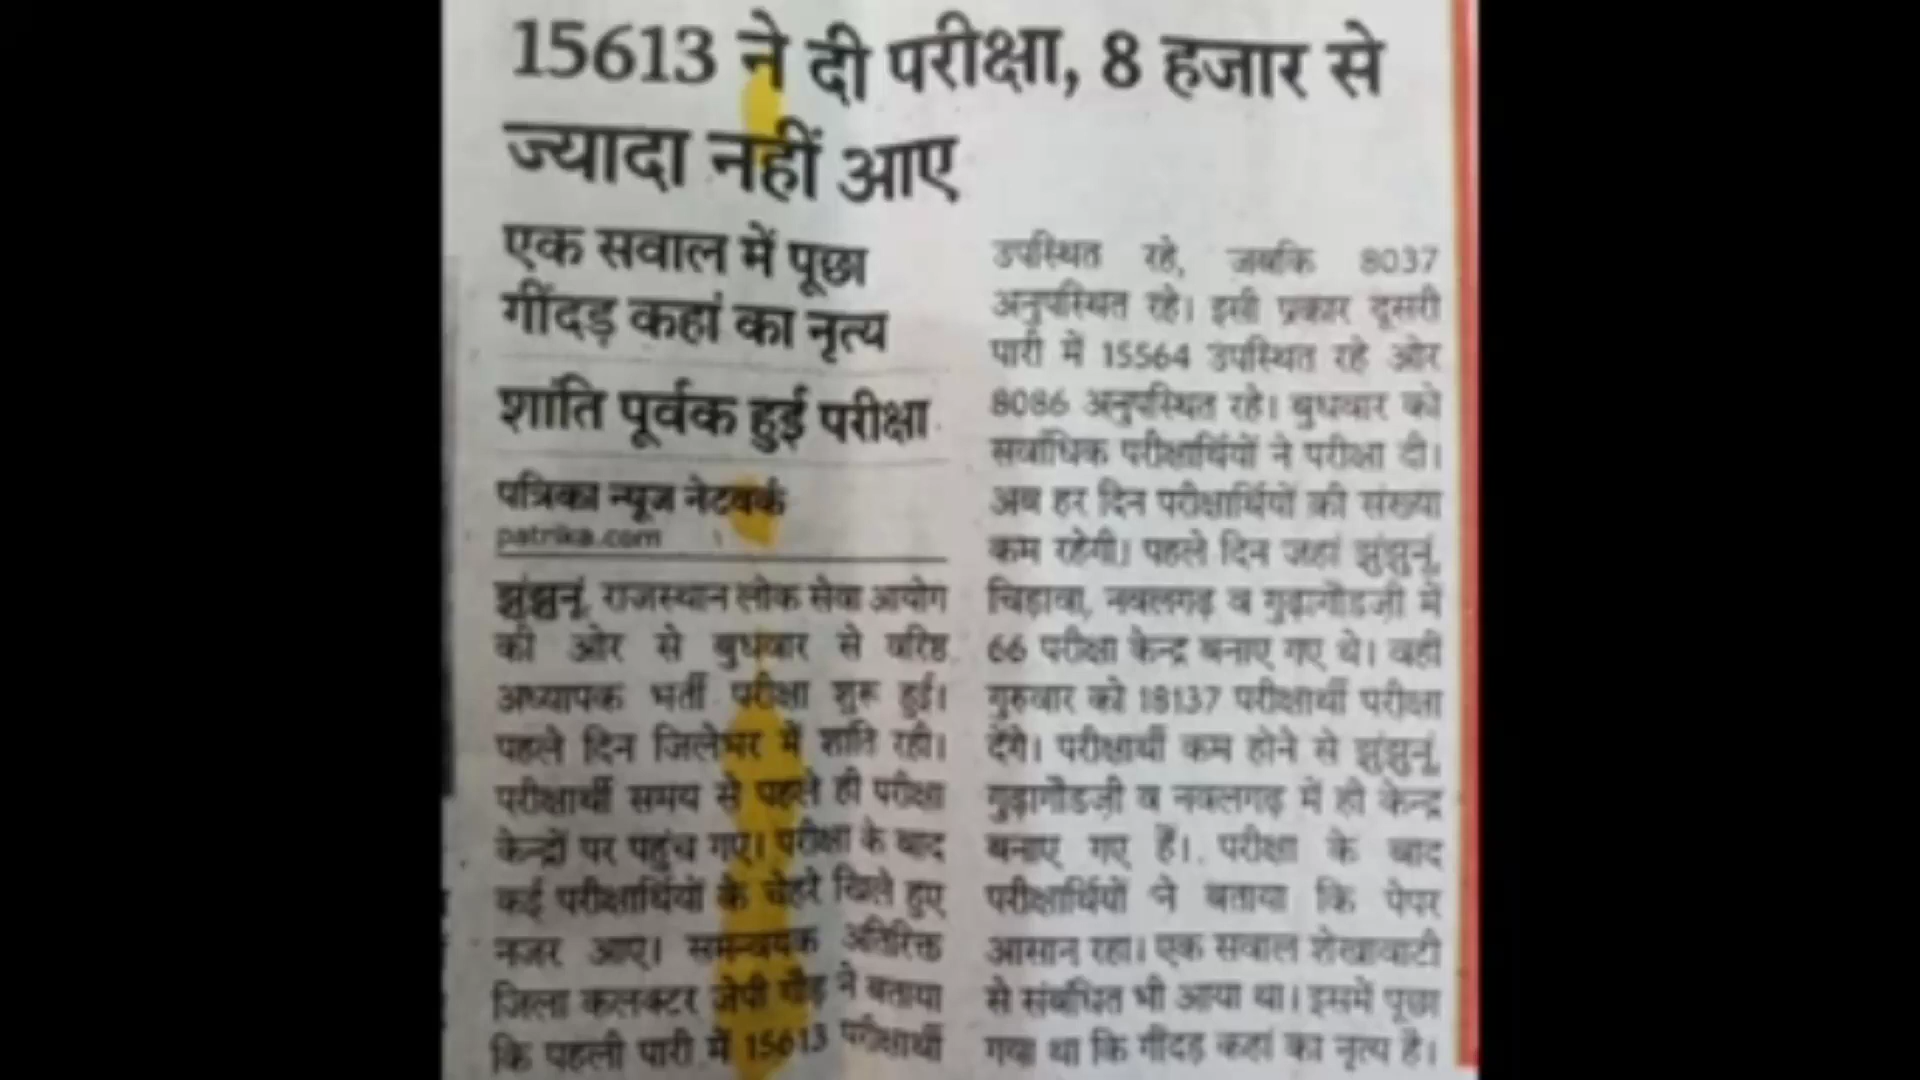 15613 ने दी परीक्षा, 8 हजार से
ज्यादा नहीं आए
एक सवाल में पूछा
गींदड़ कहां का नृत्य
शांति पूर्वक हुई परीक्षा
पत्रिका न्यूज नेटवर्क
patrika.com
झुंझुनूं. राजस्थान लोक सेवा आयोग
की ओर से बुधवार से वरिष्ठ
अध्यापक भर्ती परीक्षा शुरू हुई।
पहले दिन जिलेभर में शांति रही।
परीक्षार्थी समय से पहले ही परीक्षा
केन्द्रों पर पहुंच गए। परीक्षा के बाद
कई परीक्षार्थियों के चेहरे खिले हुए
नजर आए। समन्वयक अतिरिक्त
जिला कलक्टर जेपी गौड़ ने बताया
कि पहली पारी में 15613 परीक्षार्थी
उपस्थित रहे, जबकि 8037
अनुपस्थित रहे। इसी प्रकार दूसरी
पारी में 15564 उपस्थित रहे ओर
8086 अनुपस्थित रहे। बुधवार को
सर्वाधिक परीक्षार्थियों ने परीक्षा दी।
अब हर दिन परीक्षार्थियों की संख्या
कम रहेगी। पहले दिन जहां झुंझुनूं,
चिड़ावा, नवलगढ़ व गुढ़ागौडज़ी में
66 परीक्षा केन्द्र बनाए गए थे। वहीं
गुरुवार को 18137 परीक्षार्थी परीक्षा
देंगे। परीक्षार्थी कम होने से झुंझुनूं,
गुढ़ागौडज़ी व नवलगढ़ में ही केन्द्र
बनाए गए हैं। परीक्षा के बाद
परीक्षार्थियों ने बताया कि पेपर
आसान रहा। एक सवाल शेखावाटी
से संबंधित भी आया था। इसमें पूछा
गया था कि गींदड़ कहां का नृत्य है।